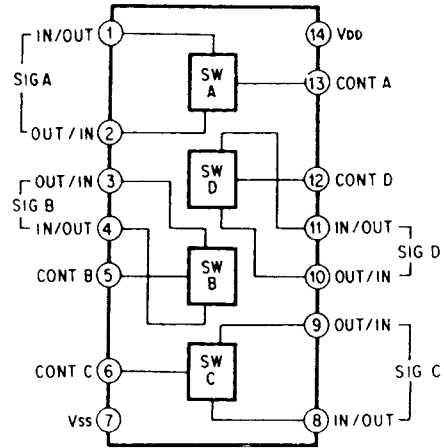 IN/OUT 1 14 VDD
SIG A SW A 13 CONT A
OUT/IN 2
OUT/IN 3 SW D 12 CONT D
SIG B
IN/OUT 4 11 IN/OUT
SIG D
CONT B 5 SW B 10 OUT/IN
9 OUT/IN
CONT C 6 SW C SIG C
VSS 7 8 IN/OUT